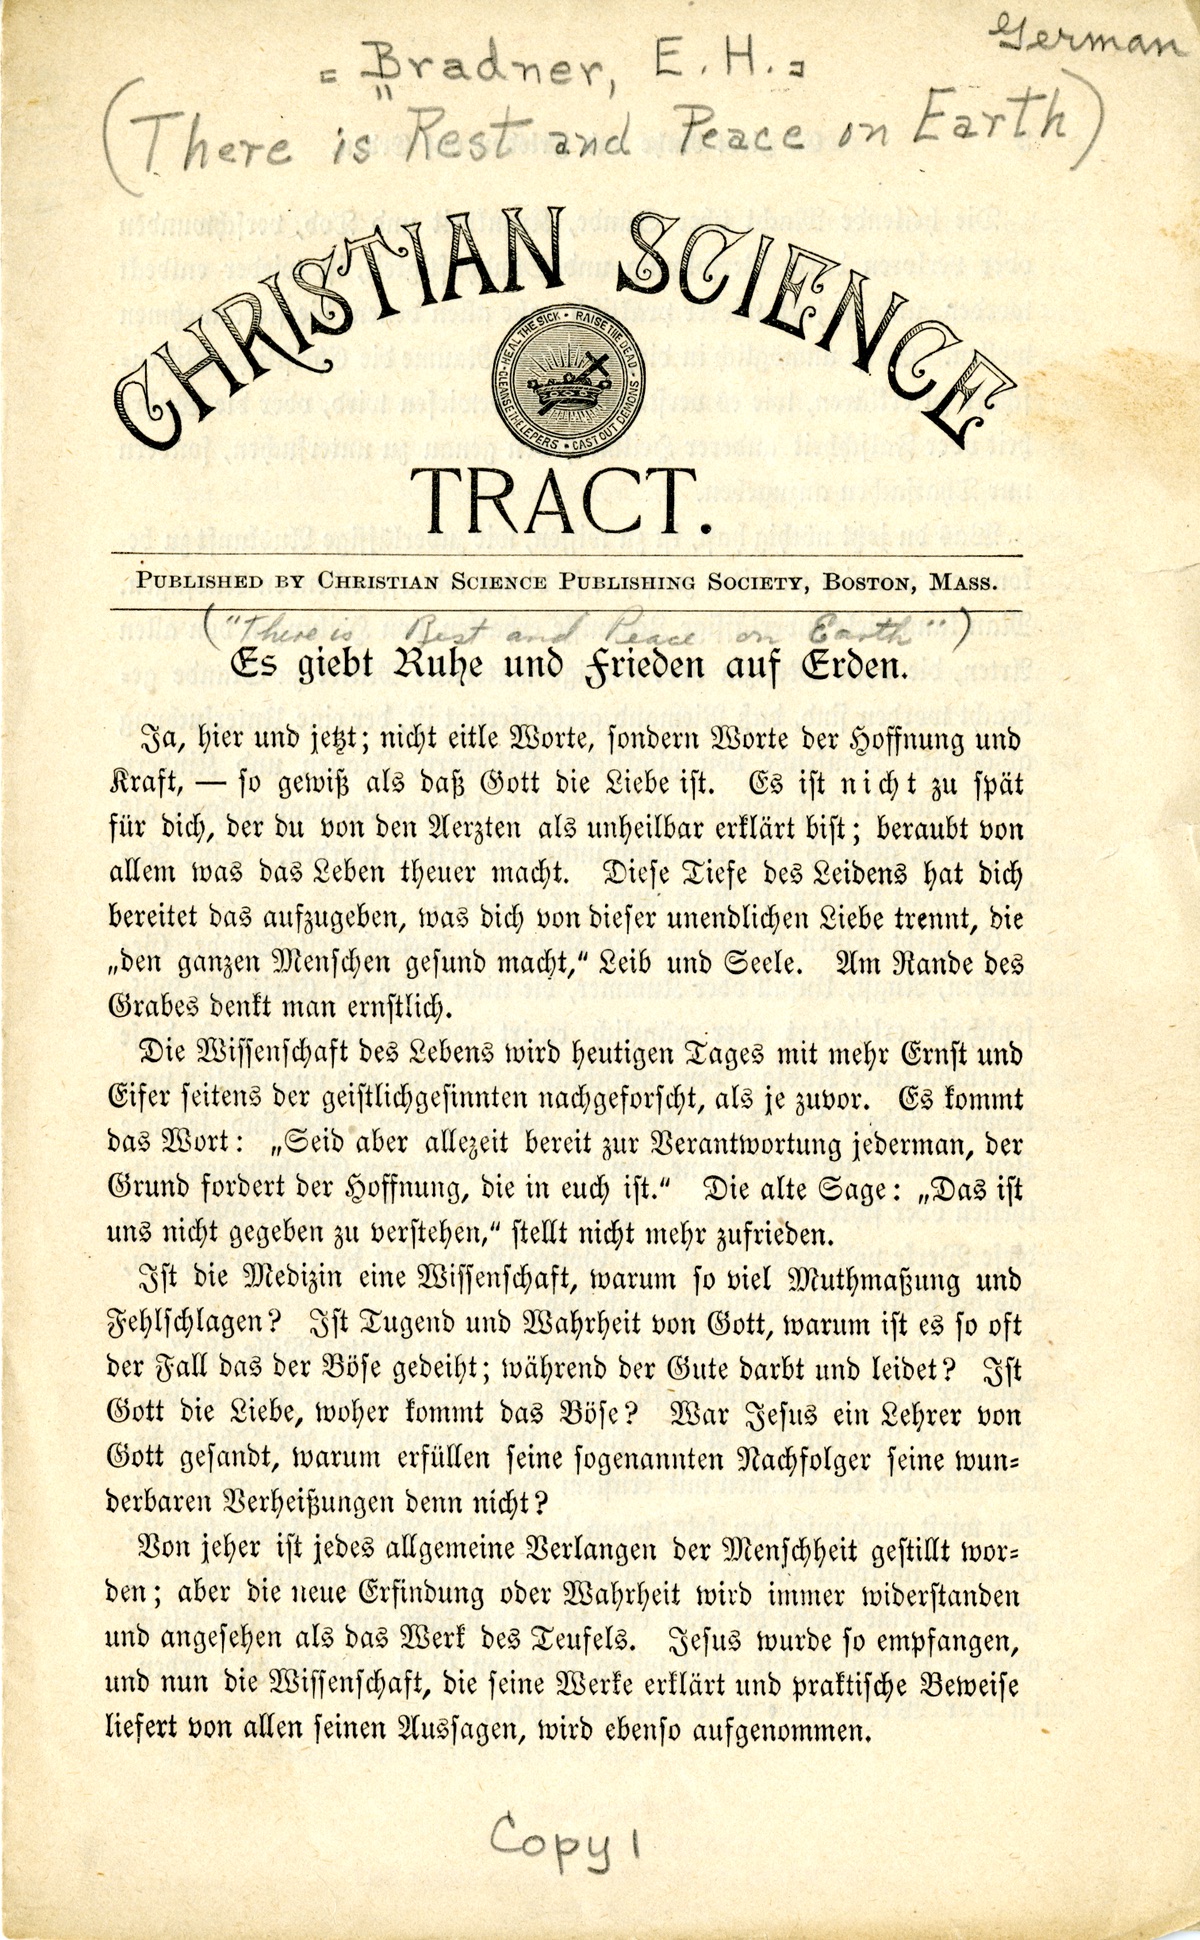 German
= Bradner, E. H. =
(There is Rest and Peace on Earth)
CHRISTIAN SCIENCE
HEAL THE SICK · RAISE THE DEAD · CAST OUT DEMONS · CLEANSE THE LEPERS ·
TRACT.
PUBLISHED BY CHRISTIAN SCIENCE PUBLISHING SOCIETY, BOSTON, MASS.
("There is Rest and Peace on Earth")
Es giebt Ruhe und Frieden auf Erden.
Ja, hier und jetzt; nicht eitle Worte, sondern Worte der Hoffnung und
Kraft, — so gewiß als daß Gott die Liebe ist. Es ist nicht zu spät
für dich, der du von den Aerzten als unheilbar erklärt bist; beraubt von
allem was das Leben theuer macht. Diese Tiefe des Leidens hat dich
bereitet das aufzugeben, was dich von dieser unendlichen Liebe trennt, die
„den ganzen Menschen gesund macht,“ Leib und Seele. Am Rande des
Grabes denkt man ernstlich.
Die Wissenschaft des Lebens wird heutigen Tages mit mehr Ernst und
Eifer seitens der geistlichgesinnten nachgeforscht, als je zuvor. Es kommt
das Wort: „Seid aber allezeit bereit zur Verantwortung jederman, der
Grund fordert der Hoffnung, die in euch ist.“ Die alte Sage: „Das ist
uns nicht gegeben zu verstehen,“ stellt nicht mehr zufrieden.
Ist die Medizin eine Wissenschaft, warum so viel Muthmaßung und
Fehlschlagen? Ist Tugend und Wahrheit von Gott, warum ist es so oft
der Fall das der Böse gedeiht; während der Gute darbt und leidet? Ist
Gott die Liebe, woher kommt das Böse? War Jesus ein Lehrer von
Gott gesandt, warum erfüllen seine sogenannten Nachfolger seine wun-
derbaren Verheißungen denn nicht?
Von jeher ist jedes allgemeine Verlangen der Menschheit gestillt wor-
den; aber die neue Erfindung oder Wahrheit wird immer widerstanden
und angesehen als das Werk des Teufels. Jesus wurde so empfangen,
und nun die Wissenschaft, die seine Werke erklärt und praktische Beweise
liefert von allen seinen Aussagen, wird ebenso aufgenommen.
Copy 1